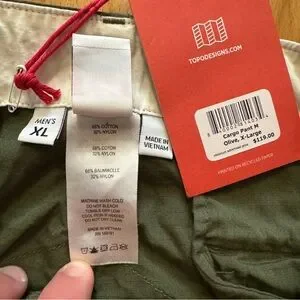 TOPODESIGNS.COM
Cargo Pant M
Olive, X-Large
$119.00
PRINTED ON RECYCLED PAPER
MEN'S
XL
MADE IN
VIETNAM
68% COTTON
32% NYLON
68% COTON
32% NYLON
68% BAUMWOLLE
32% NYLON
MACHINE WASH COLD
DO NOT BLEACH
TUMBLE DRY LOW
COOL IRON IF NEEDED
DO NOT DRY CLEAN
MADE IN VIETNAM